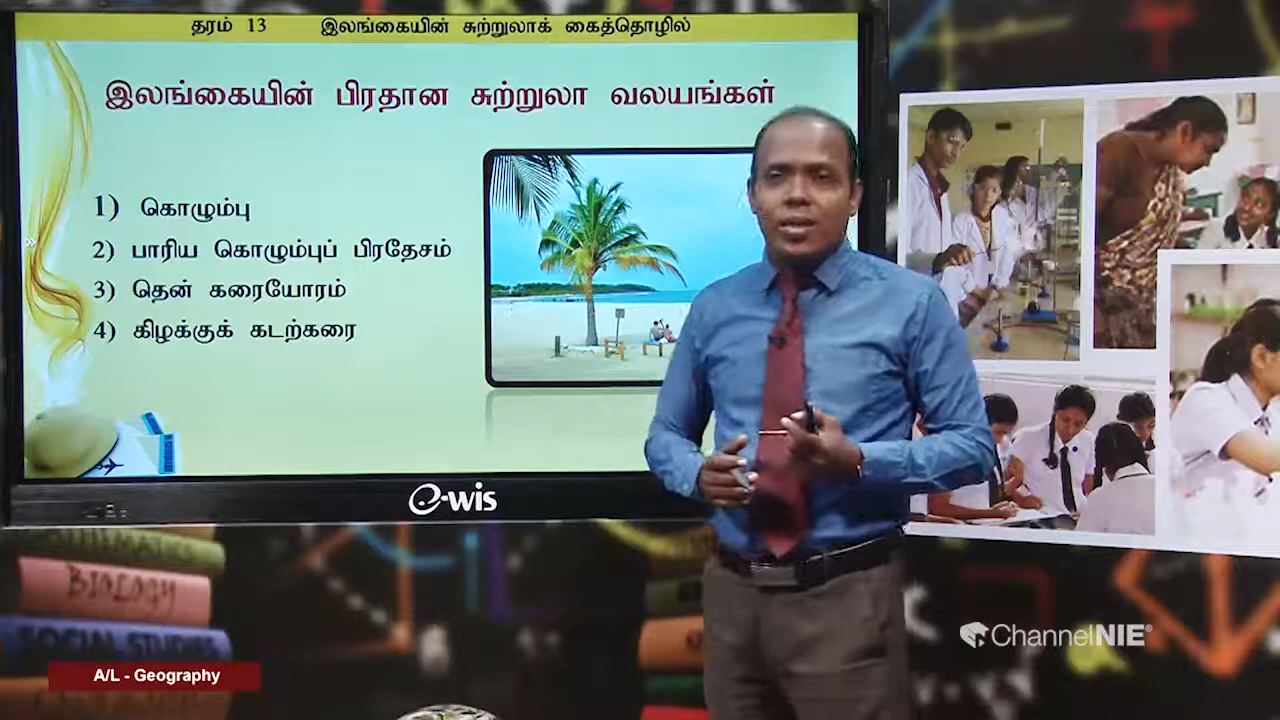 தரம் 13 இலங்கையின் சுற்றுலாக் கைத்தொழில்
இலங்கையின் பிரதான சுற்றுலா வலயங்கள்
1) கொழும்பு
2) பாரிய கொழும்புப் பிரதேசம்
3) தென் கரையோரம்
4) கிழக்குக் கடற்கரை
e-wis
MATHEMATICS
BIOLOGY
SOCIAL STUDIES
A/L - Geography
ChannelNIE